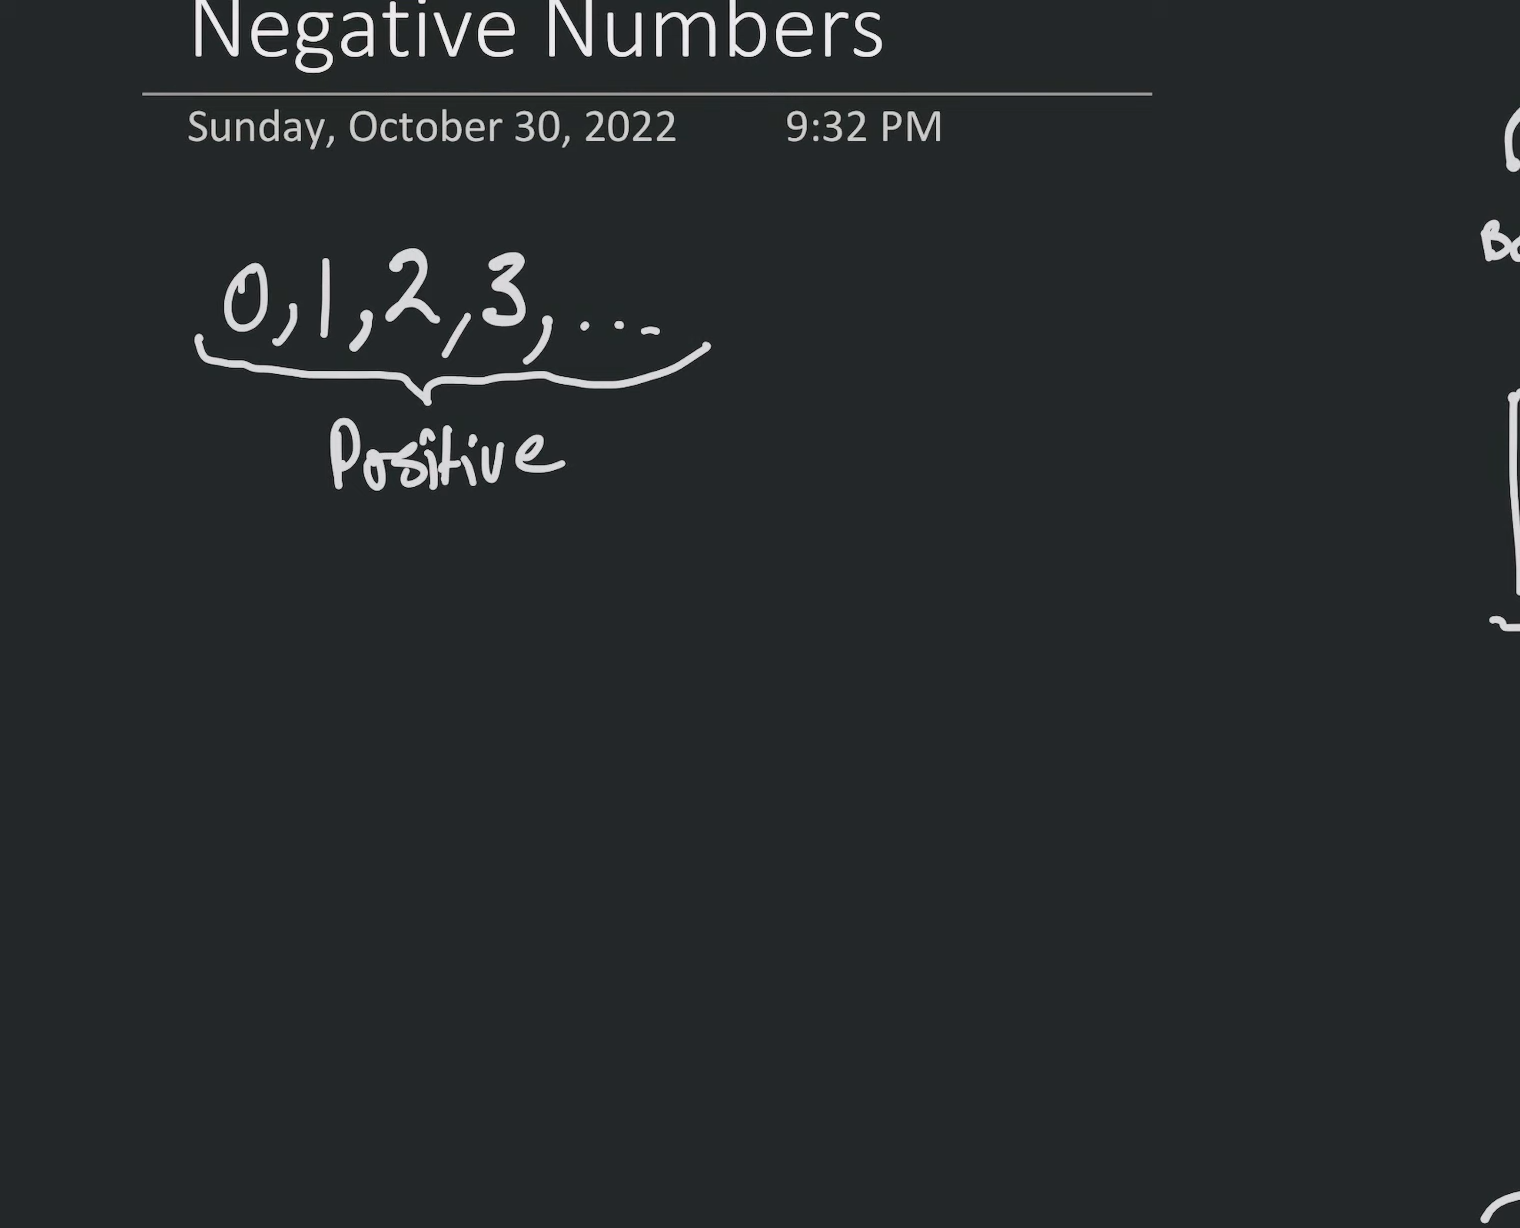 Negative Numbers
Sunday, October 30, 2022 9:32 PM
0, 1, 2, 3, ...
Positive